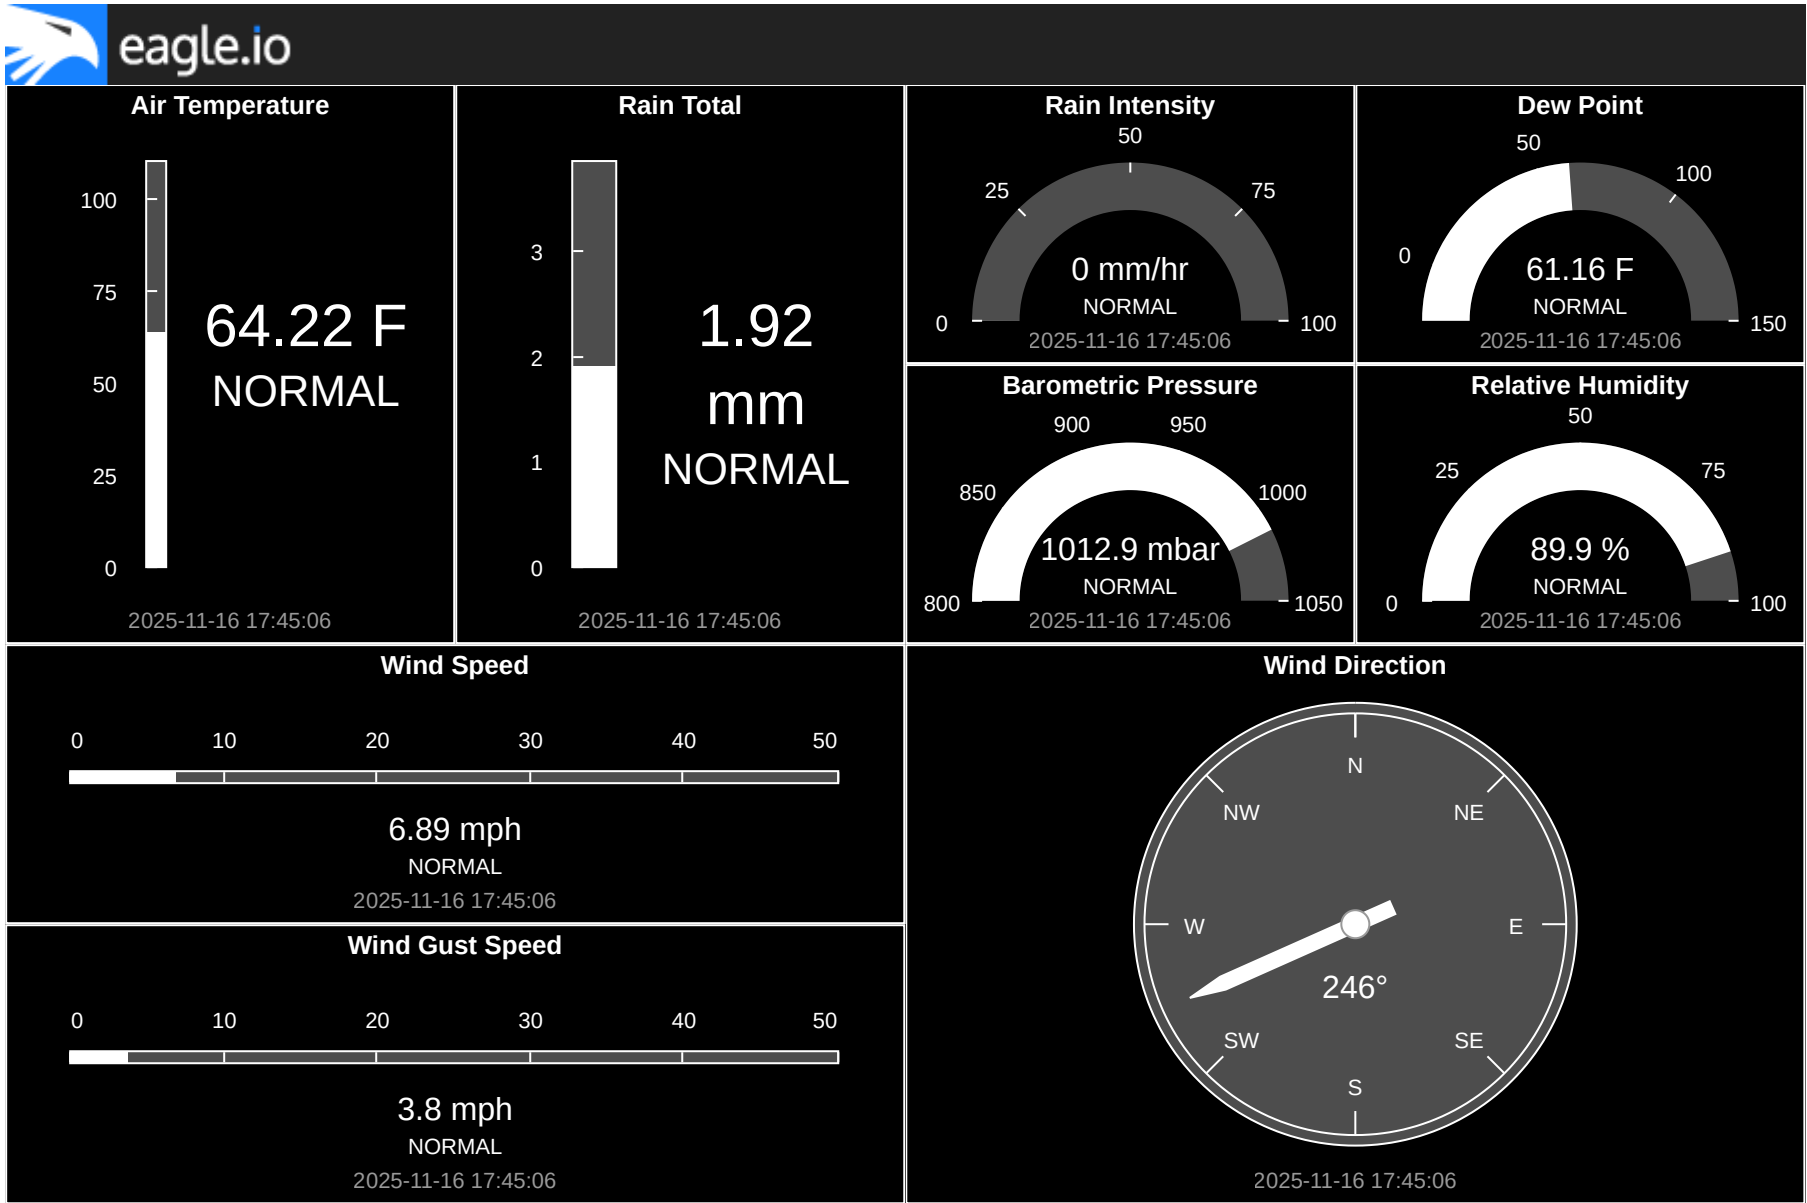 eagle.io
Air Temperature
100
75
50
25
0
64.22 F
NORMAL
2025-11-16 17:45:06
Rain Total
3
2
1
0
1.92
mm
NORMAL
2025-11-16 17:45:06
Rain Intensity
50
25
75
0
100
0 mm/hr
NORMAL
2025-11-16 17:45:06
Dew Point
50
100
0
150
61.16 F
NORMAL
2025-11-16 17:45:06
Barometric Pressure
900
950
850
1000
800
1050
1012.9 mbar
NORMAL
2025-11-16 17:45:06
Relative Humidity
50
25
75
0
100
89.9 %
NORMAL
2025-11-16 17:45:06
Wind Speed
0 10 20 30 40 50
6.89 mph
NORMAL
2025-11-16 17:45:06
Wind Gust Speed
0 10 20 30 40 50
3.8 mph
NORMAL
2025-11-16 17:45:06
Wind Direction
N
NW
NE
W
E
246°
SW
SE
S
2025-11-16 17:45:06